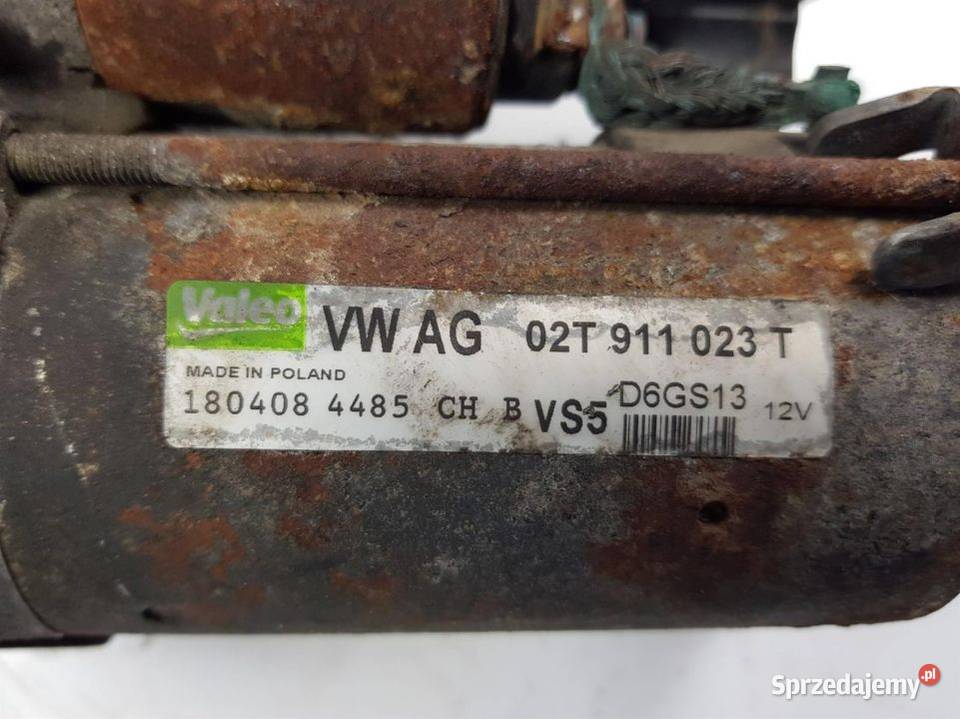 Valeo VW AG 02T 911 023 T
MADE IN POLAND
180408 4485 CH B VS5 D6GS13 12V
Sprzedajemy.pl